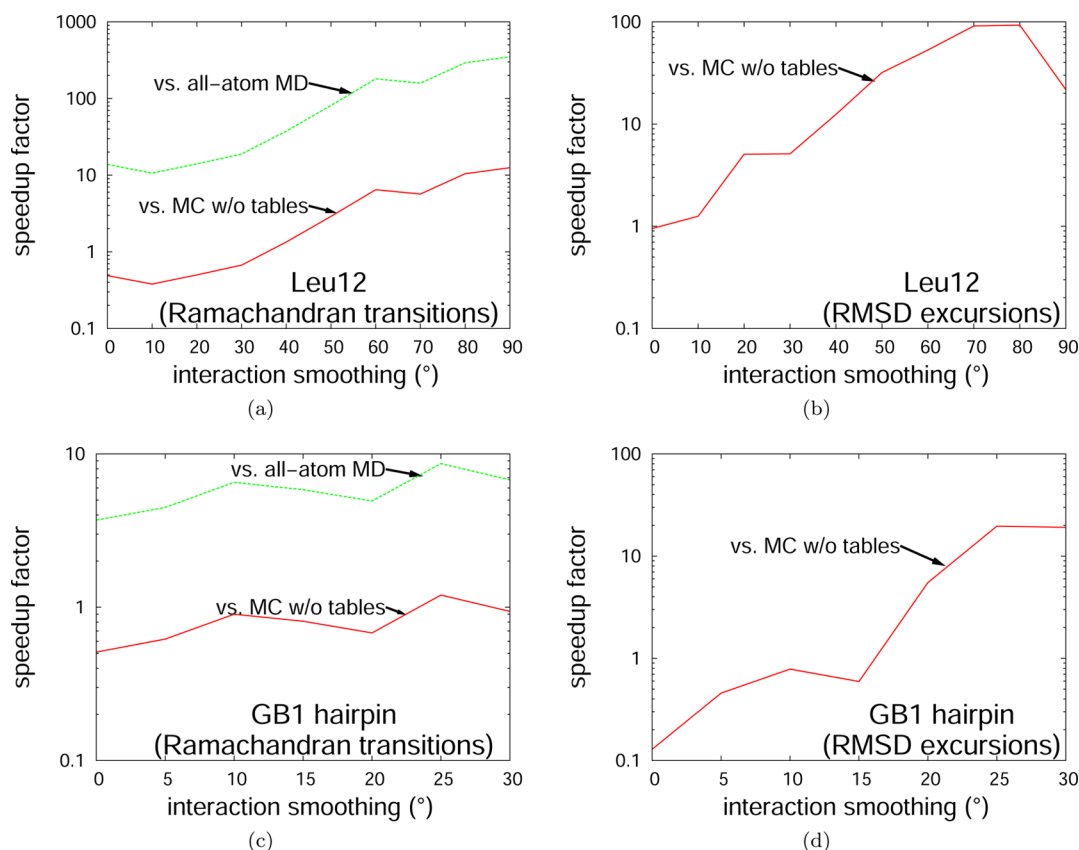 1000
100
10
1
0.1
speedup factor
vs. all-atom MD
vs. MC w/o tables
Leu12
(Ramachandran transitions)
0 10 20 30 40 50 60 70 80 90
interaction smoothing (°)
(a)
100
10
1
0.1
speedup factor
vs. MC w/o tables
Leu12
(RMSD excursions)
0 10 20 30 40 50 60 70 80 90
interaction smoothing (°)
(b)
10
1
0.1
speedup factor
vs. all-atom MD
vs. MC w/o tables
GB1 hairpin
(Ramachandran transitions)
0 5 10 15 20 25 30
interaction smoothing (°)
(c)
100
10
1
0.1
speedup factor
vs. MC w/o tables
GB1 hairpin
(RMSD excursions)
0 5 10 15 20 25 30
interaction smoothing (°)
(d)